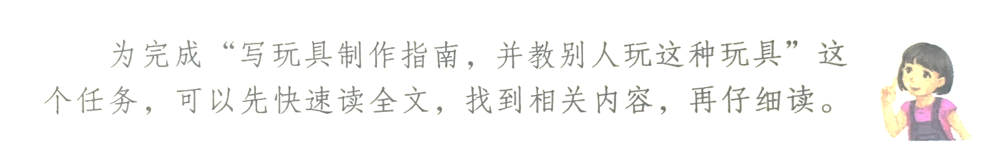 为完成“写玩具制作指南，并教别人玩这种玩具”这
个任务，可以先快速读全文，找到相关内容，再仔细读。